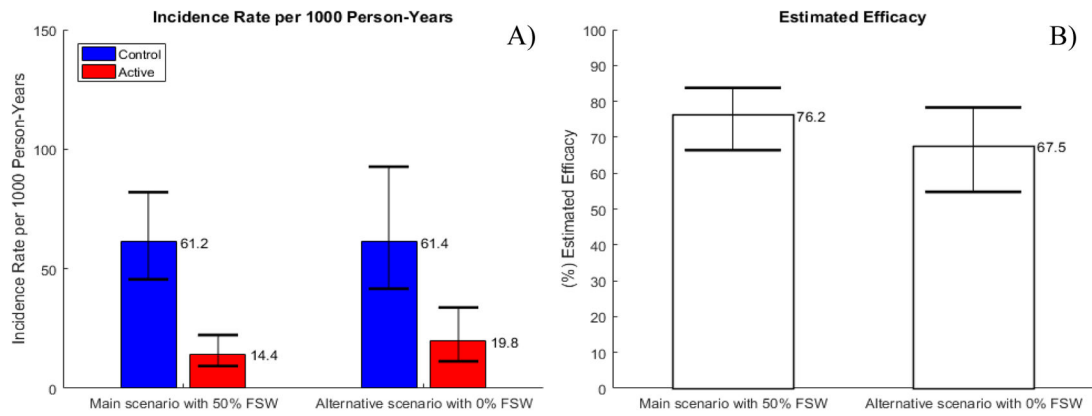 Incidence Rate per 1000 Person-Years
A)
Incidence Rate per 1000 Person-Years
150
100
50
0
Control
Active
61.2
14.4
61.4
19.8
Main scenario with 50% FSW
Alternative scenario with 0% FSW
Estimated Efficacy
B)
(%) Estimated Efficacy
100
90
80
70
60
50
40
30
20
10
0
76.2
67.5
Main scenario with 50% FSW
Alternative scenario with 0% FSW